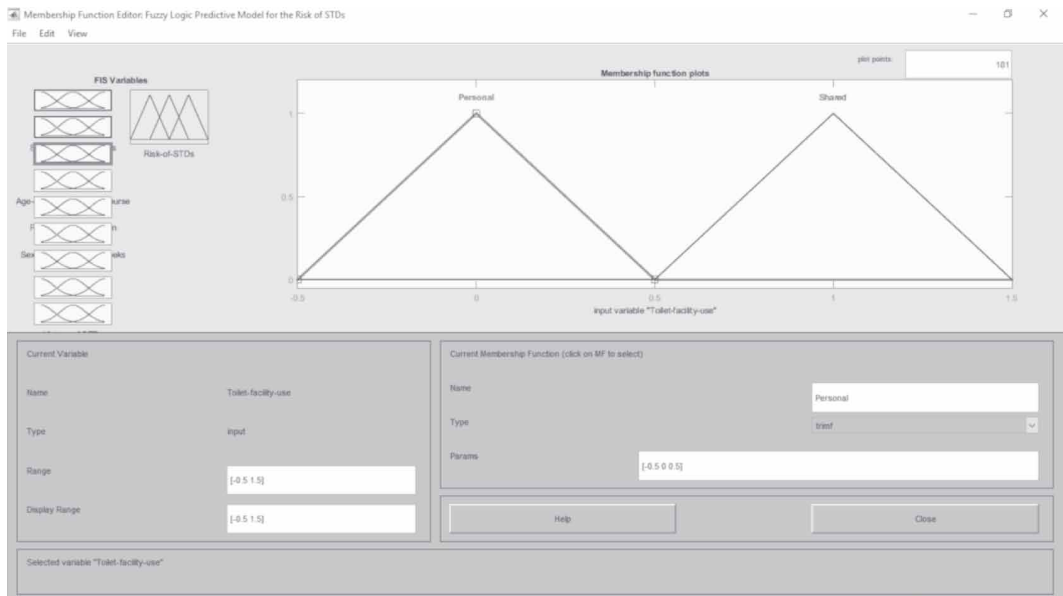 Membership Function Editor: Fuzzy Logic Predictive Model for the Risk of STDs
File Edit View
FIS Variables
Risk-of-STDs
Age- urse
Sex eks
plot points: 101
Membership function plots
Personal
Shared
1
0.5
0
-0.5 0 0.5 1 1.5
input variable "Toilet-facility-use"
Current Variable
Name Toilet-facility-use
Type input
Range [-0.5 1.5]
Display Range [-0.5 1.5]
Current Membership Function (click on MF to select)
Name Personal
Type trimf
Params [-0.5 0 0.5]
Help Close
Selected variable "Toilet-facility-use"